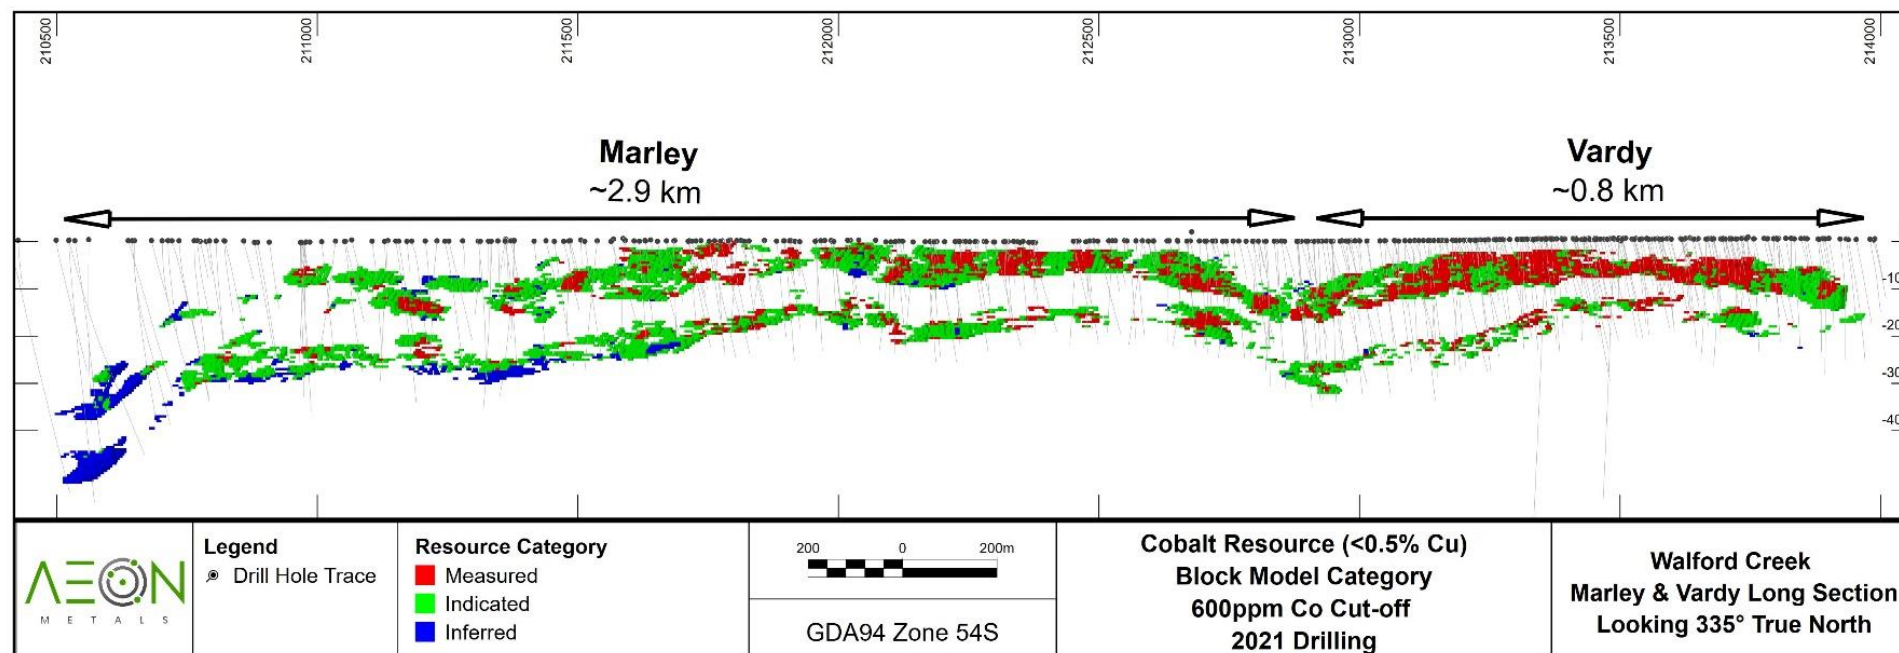 210500
211000
211500
212000
212500
213000
213500
214000
Marley
~2.9 km
Vardy
~0.8 km
AEON
METALS
Legend
Drill Hole Trace
Resource Category
Measured
Indicated
Inferred
200 0 200m
GDA94 Zone 54S
Cobalt Resource (<0.5% Cu)
Block Model Category
600ppm Co Cut-off
2021 Drilling
Walford Creek
Marley & Vardy Long Section
Looking 335° True North